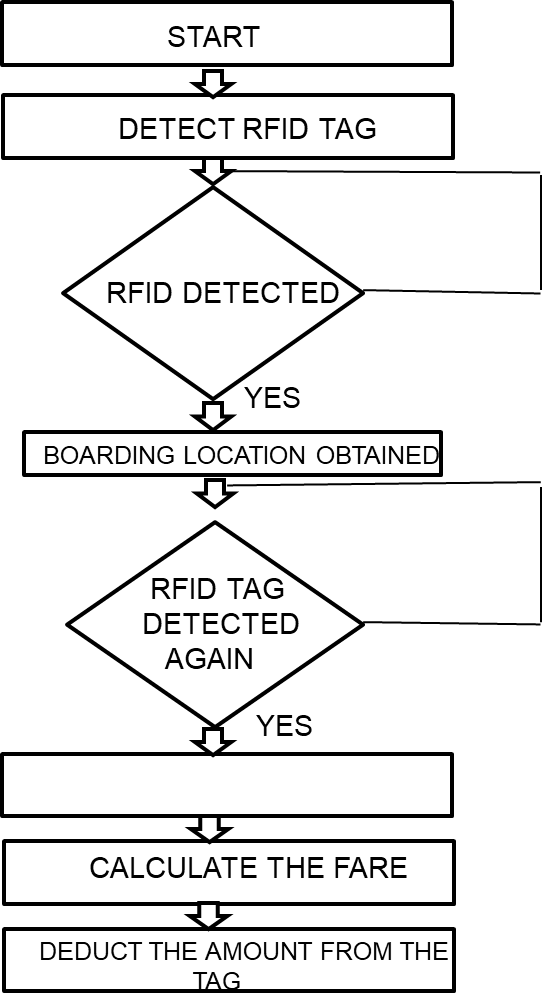 START
DETECT RFID TAG
RFID DETECTED
YES
BOARDING LOCATION OBTAINED
RFID TAG
DETECTED
AGAIN
YES
CALCULATE THE FARE
DEDUCT THE AMOUNT FROM THE
TAG